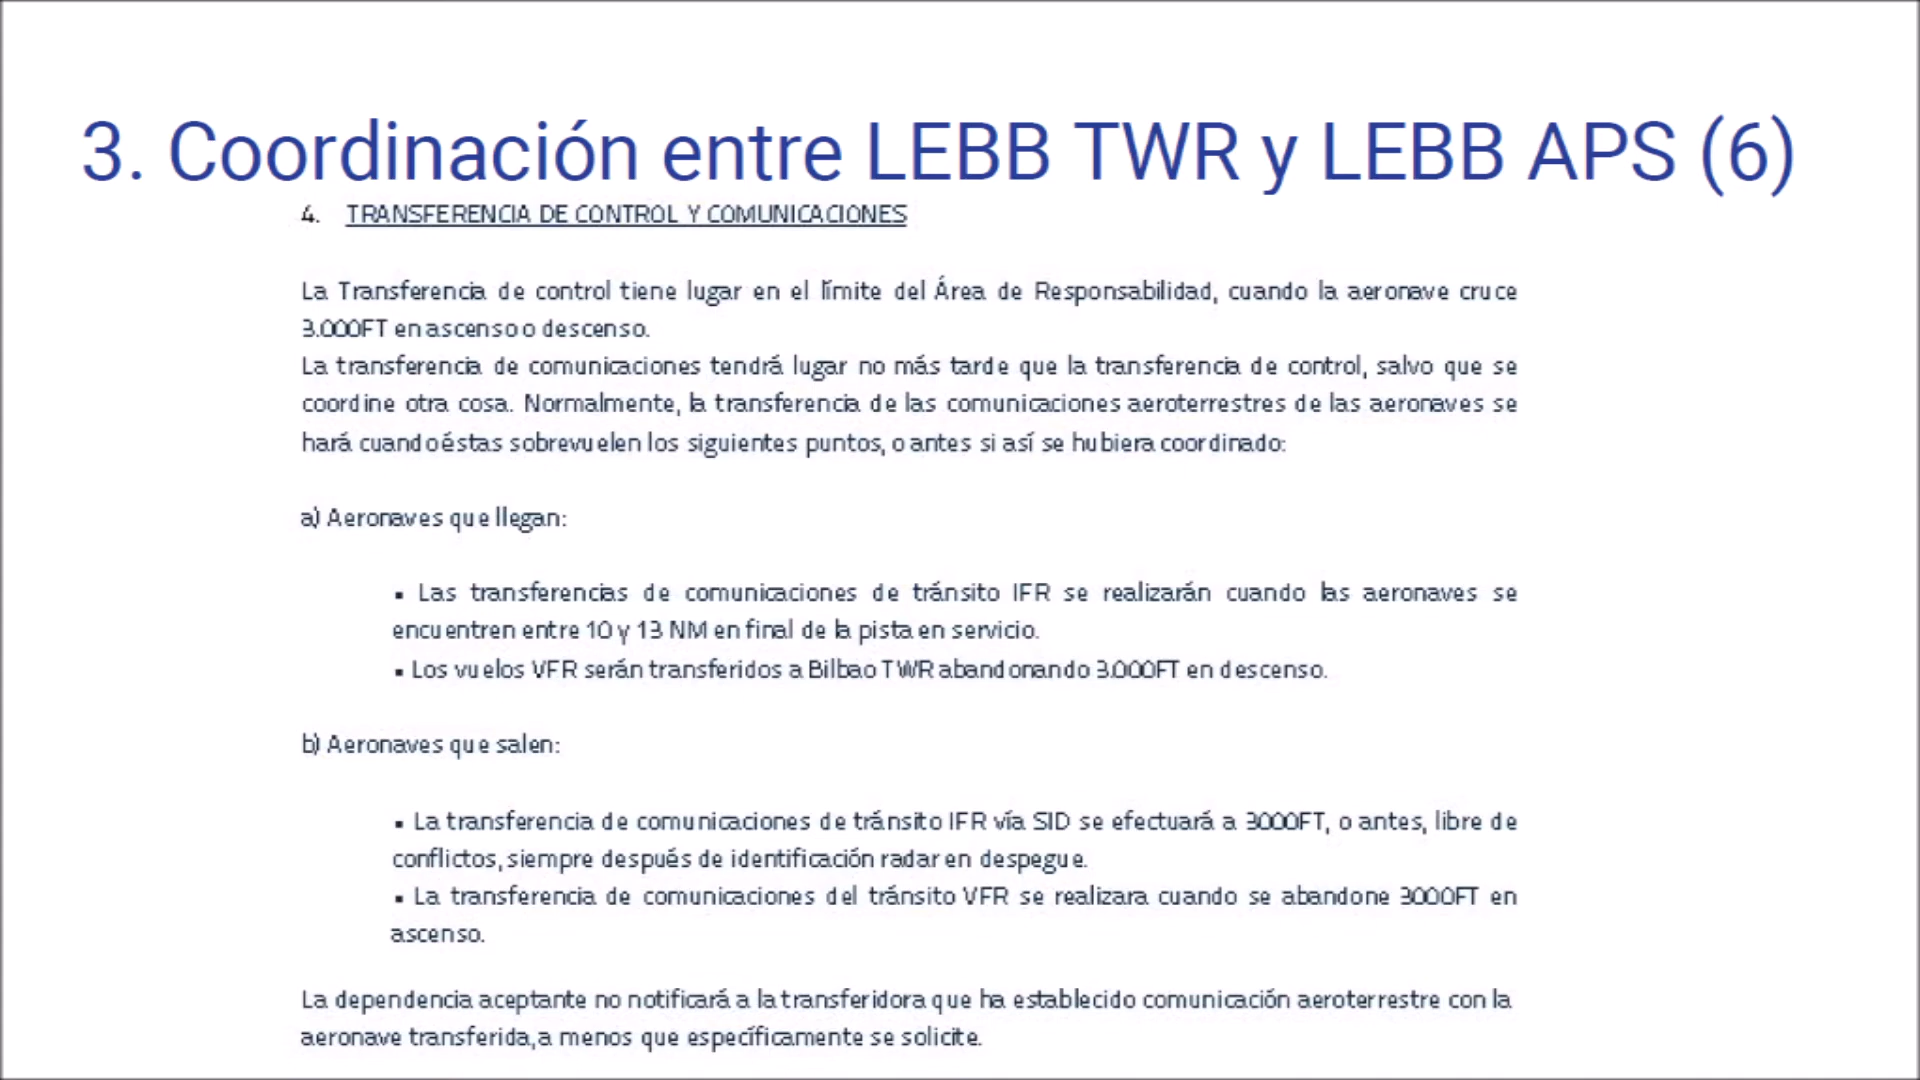 3. Coordinación entre LEBB TWR y LEBB APS (6)
4. TRANSFERENCIA DE CONTROL Y COMUNICACIONES
La Transferencia de control tiene lugar en el límite del Área de Responsabilidad, cuando la aeronave cruce
3.000FT en ascenso o descenso.
La transferencia de comunicaciones tendrá lugar no más tarde que la transferencia de control, salvo que se
coordine otra cosa. Normalmente, la transferencia de las comunicaciones aeroterrestres de las aeronaves se
hará cuando éstas sobrevuelen los siguientes puntos, o antes si así se hubiera coordinado:
a) Aeronaves que llegan:
▪ Las transferencias de comunicaciones de tránsito IFR se realizarán cuando las aeronaves se
encuentren entre 10 y 13 NM en final de la pista en servicio.
▪ Los vuelos VFR serán transferidos a Bilbao TWR abandonando 3.000FT en descenso.
b) Aeronaves que salen:
▪ La transferencia de comunicaciones de tránsito IFR vía SID se efectuará a 3000FT, o antes, libre de
conflictos, siempre después de identificación radar en despegue.
▪ La transferencia de comunicaciones del tránsito VFR se realizara cuando se abandone 3000FT en
ascenso.
La dependencia aceptante no notificará a la transferidora que ha establecido comunicación aeroterrestre con la
aeronave transferida, a menos que específicamente se solicite.